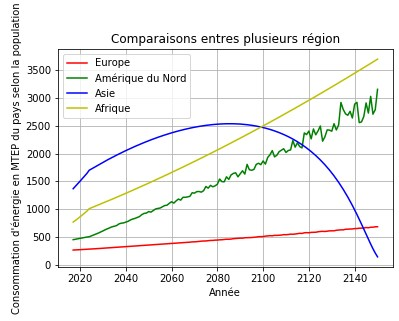 Comparaisons entres plusieurs région
Consommation d'énergie en MTEP du pays selon la population
Europe
Amérique du Nord
Asie
Afrique
3500
3000
2500
2000
1500
1000
500
0
2020
2040
2060
2080
2100
2120
2140
Année